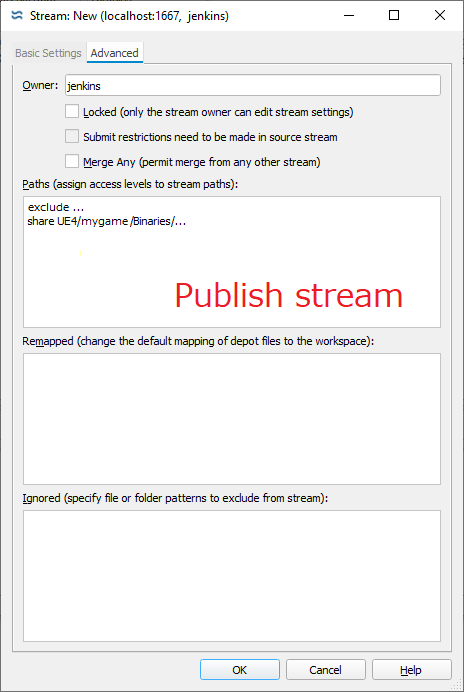 Stream: New (localhost:1667, jenkins)
Basic Settings Advanced
Owner: jenkins
Locked (only the stream owner can edit stream settings)
Submit restrictions need to be made in source stream
Merge Any (permit merge from any other stream)
Paths (assign access levels to stream paths):
exclude ...
share UE4/mygame/Binaries/...
Publish stream
Remapped (change the default mapping of depot files to the workspace):
Ignored (specify file or folder patterns to exclude from stream):
OK Cancel Help